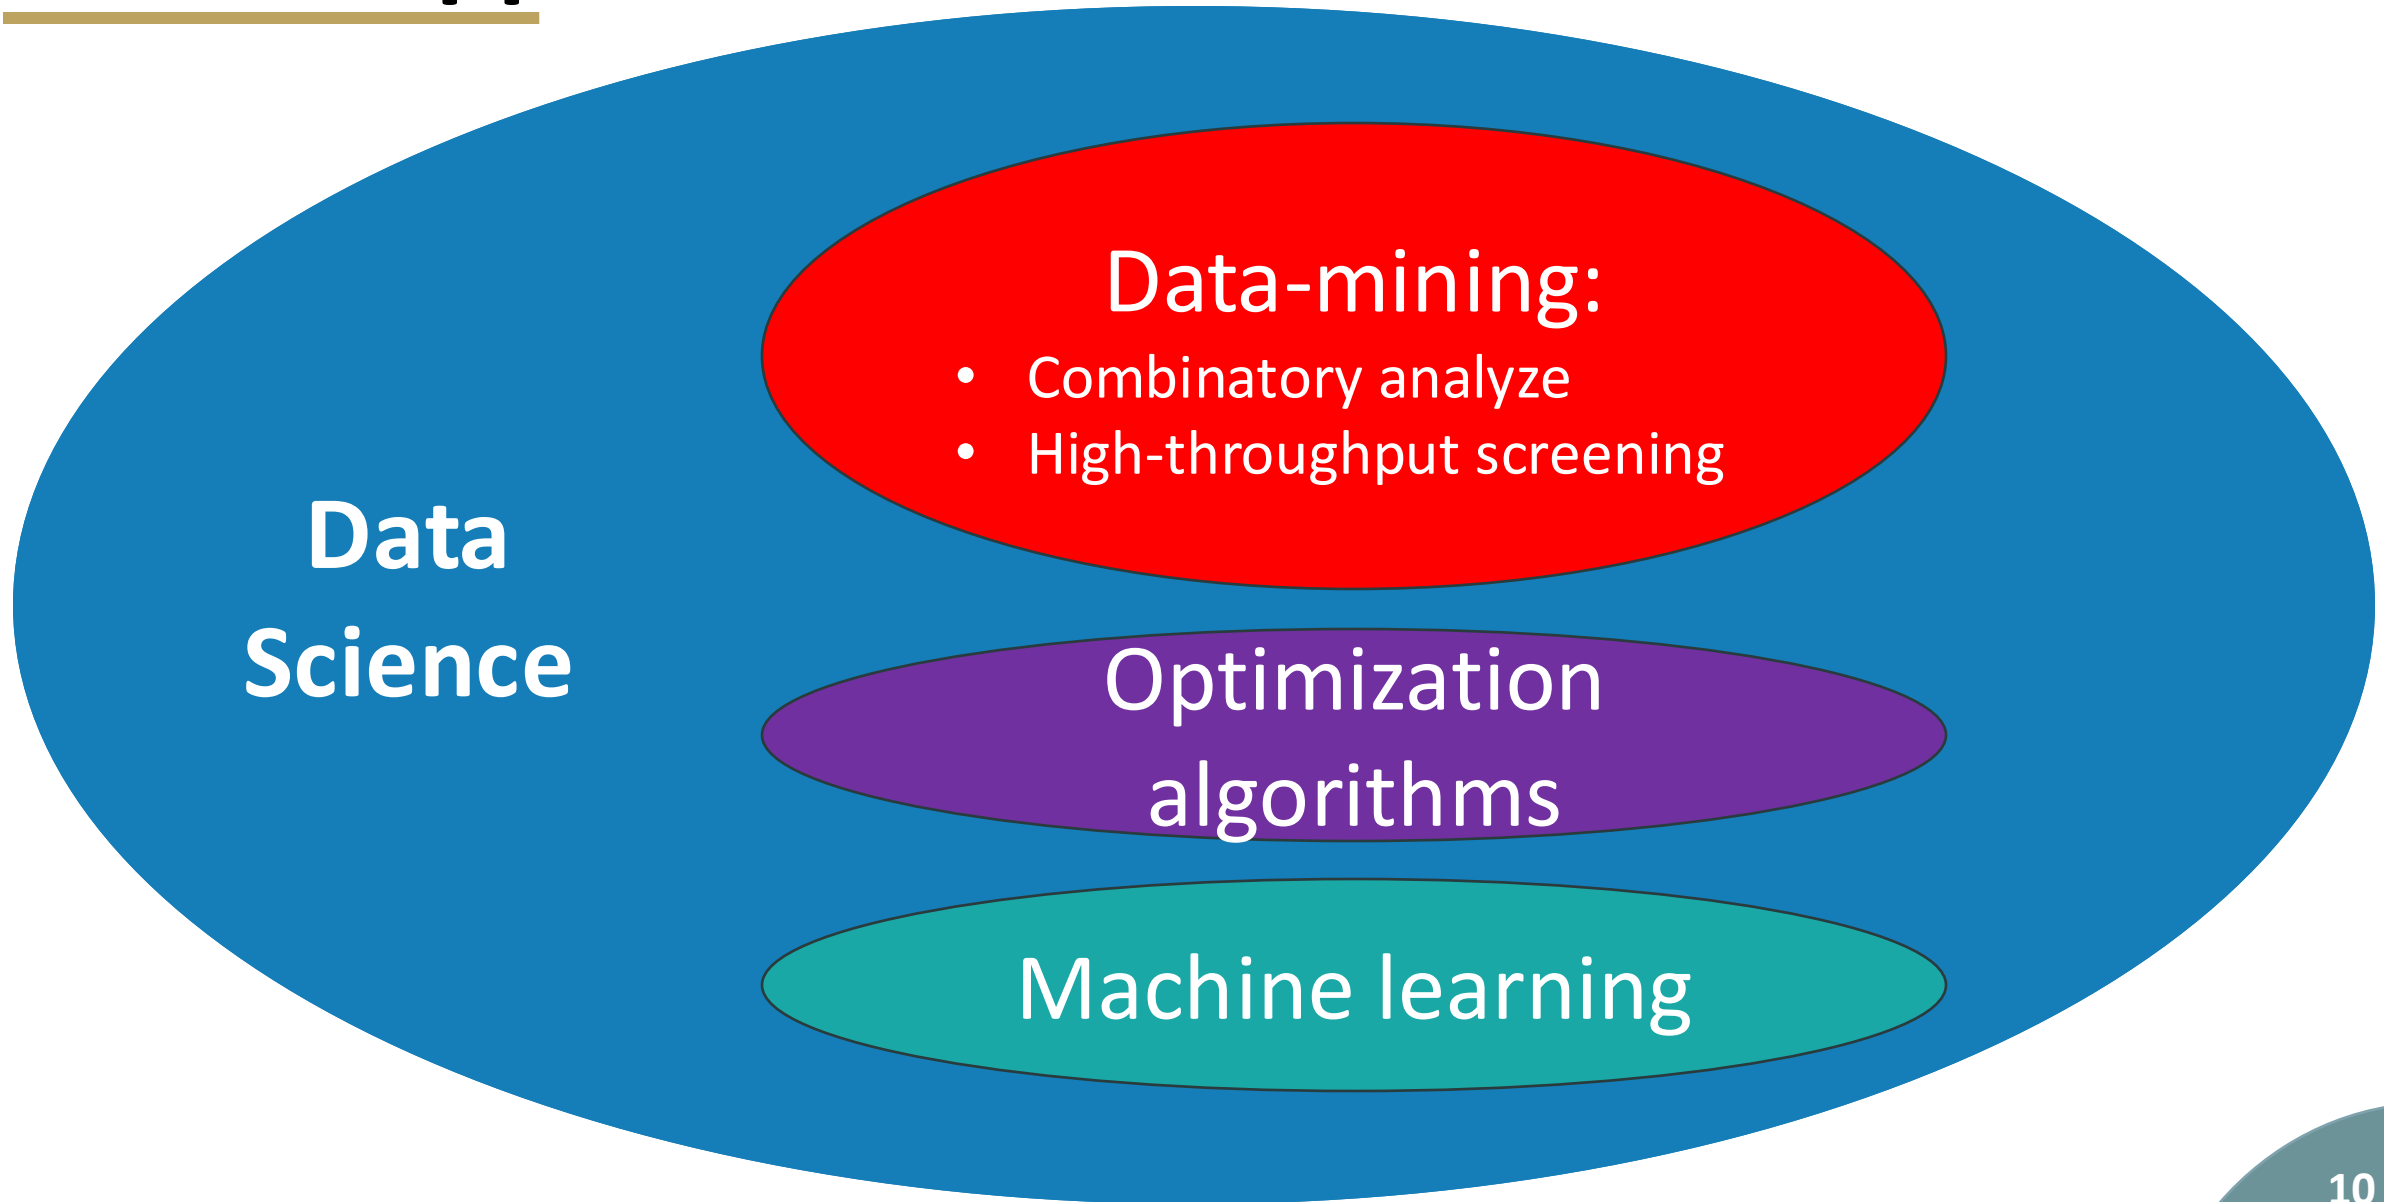 Data
Science
Data-mining:
• Combinatory analyze
• High-throughput screening
Optimization
algorithms
Machine learning
10